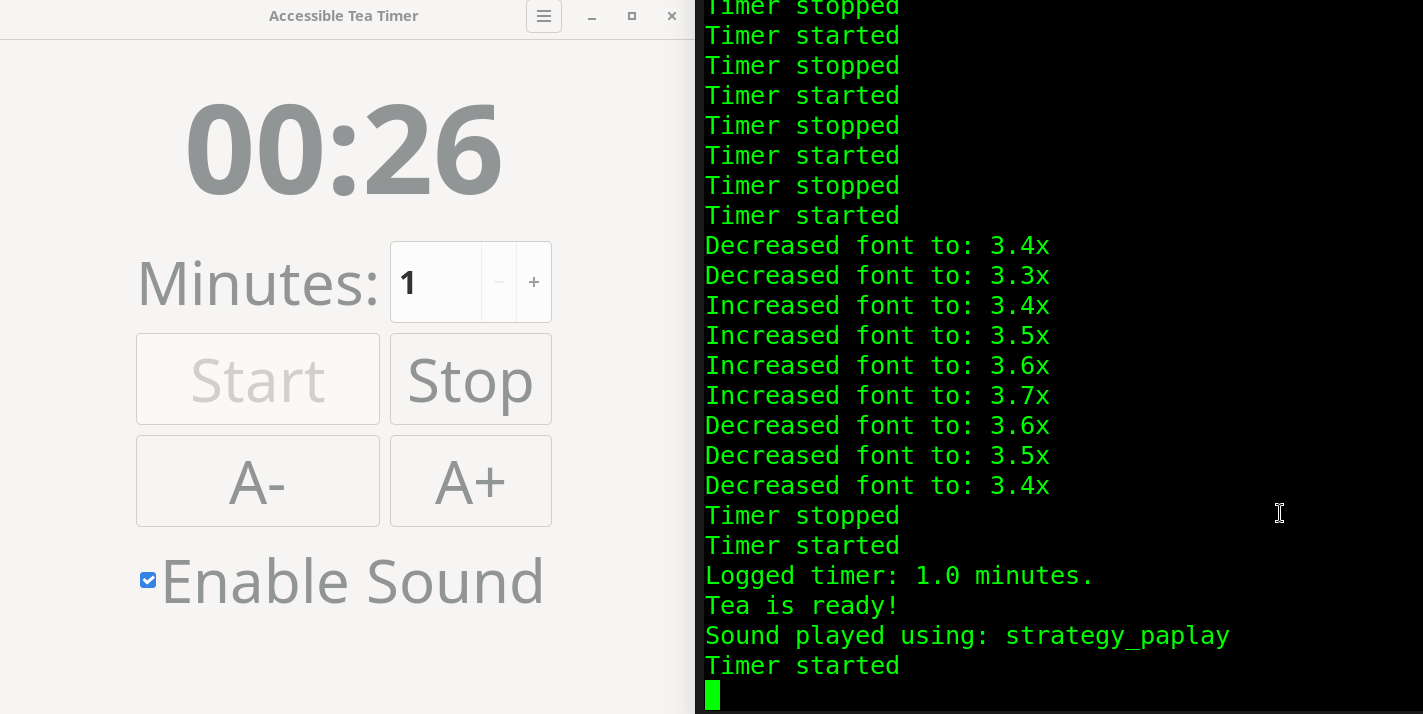 Accessible Tea Timer
00:26
Minutes: 1 − +
Start Stop
A- A+
Enable Sound
Timer stopped
Timer started
Timer stopped
Timer started
Timer stopped
Timer started
Timer stopped
Timer started
Decreased font to: 3.4x
Decreased font to: 3.3x
Increased font to: 3.4x
Increased font to: 3.5x
Increased font to: 3.6x
Increased font to: 3.7x
Decreased font to: 3.6x
Decreased font to: 3.5x
Decreased font to: 3.4x
Timer stopped
Timer started
Logged timer: 1.0 minutes.
Tea is ready!
Sound played using: strategy_paplay
Timer started